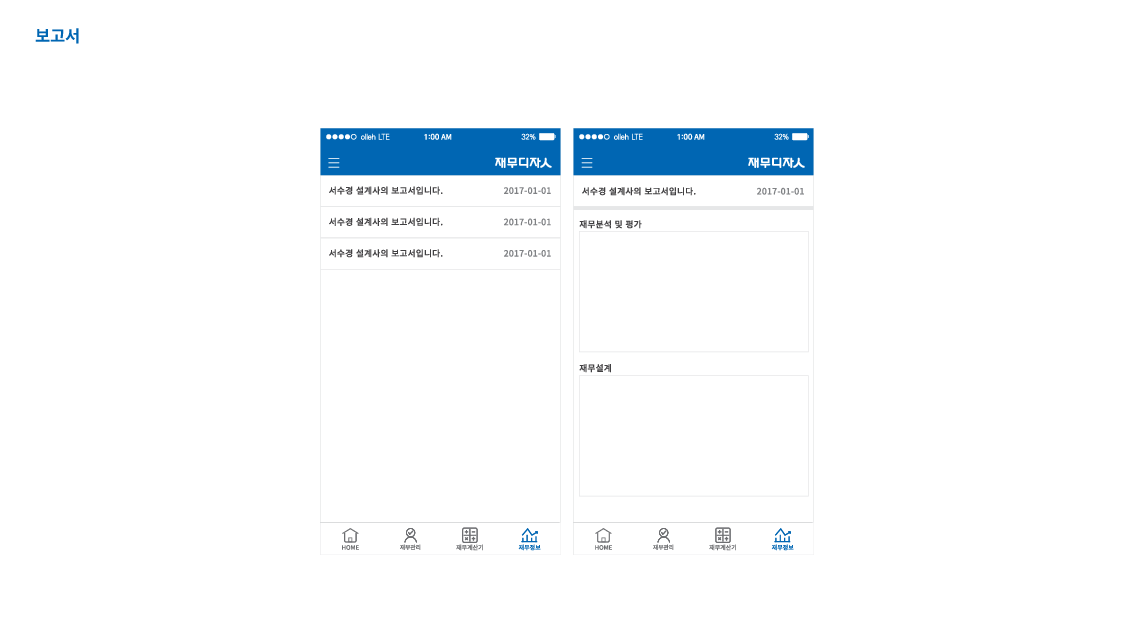 보고서
olleh LTE 1:00 AM 32%
재무디자人
서수경 설계사의 보고서입니다. 2017-01-01
서수경 설계사의 보고서입니다. 2017-01-01
서수경 설계사의 보고서입니다. 2017-01-01
HOME 재무관리 재무계산기 재무정보
olleh LTE 1:00 AM 32%
재무디자人
서수경 설계사의 보고서입니다. 2017-01-01
재무분석 및 평가
재무설계
HOME 재무관리 재무계산기 재무정보